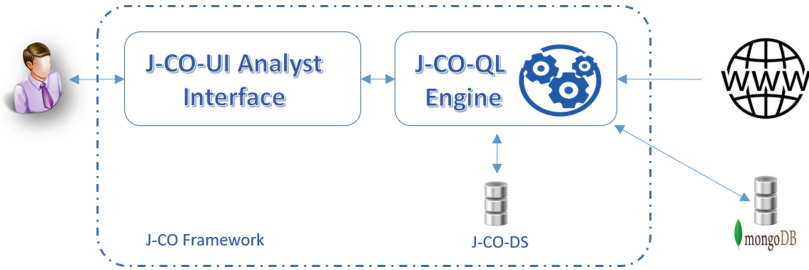 J-CO-UI Analyst
Interface
J-CO-QL
Engine
WWW
J-CO Framework
J-CO-DS
mongoDB